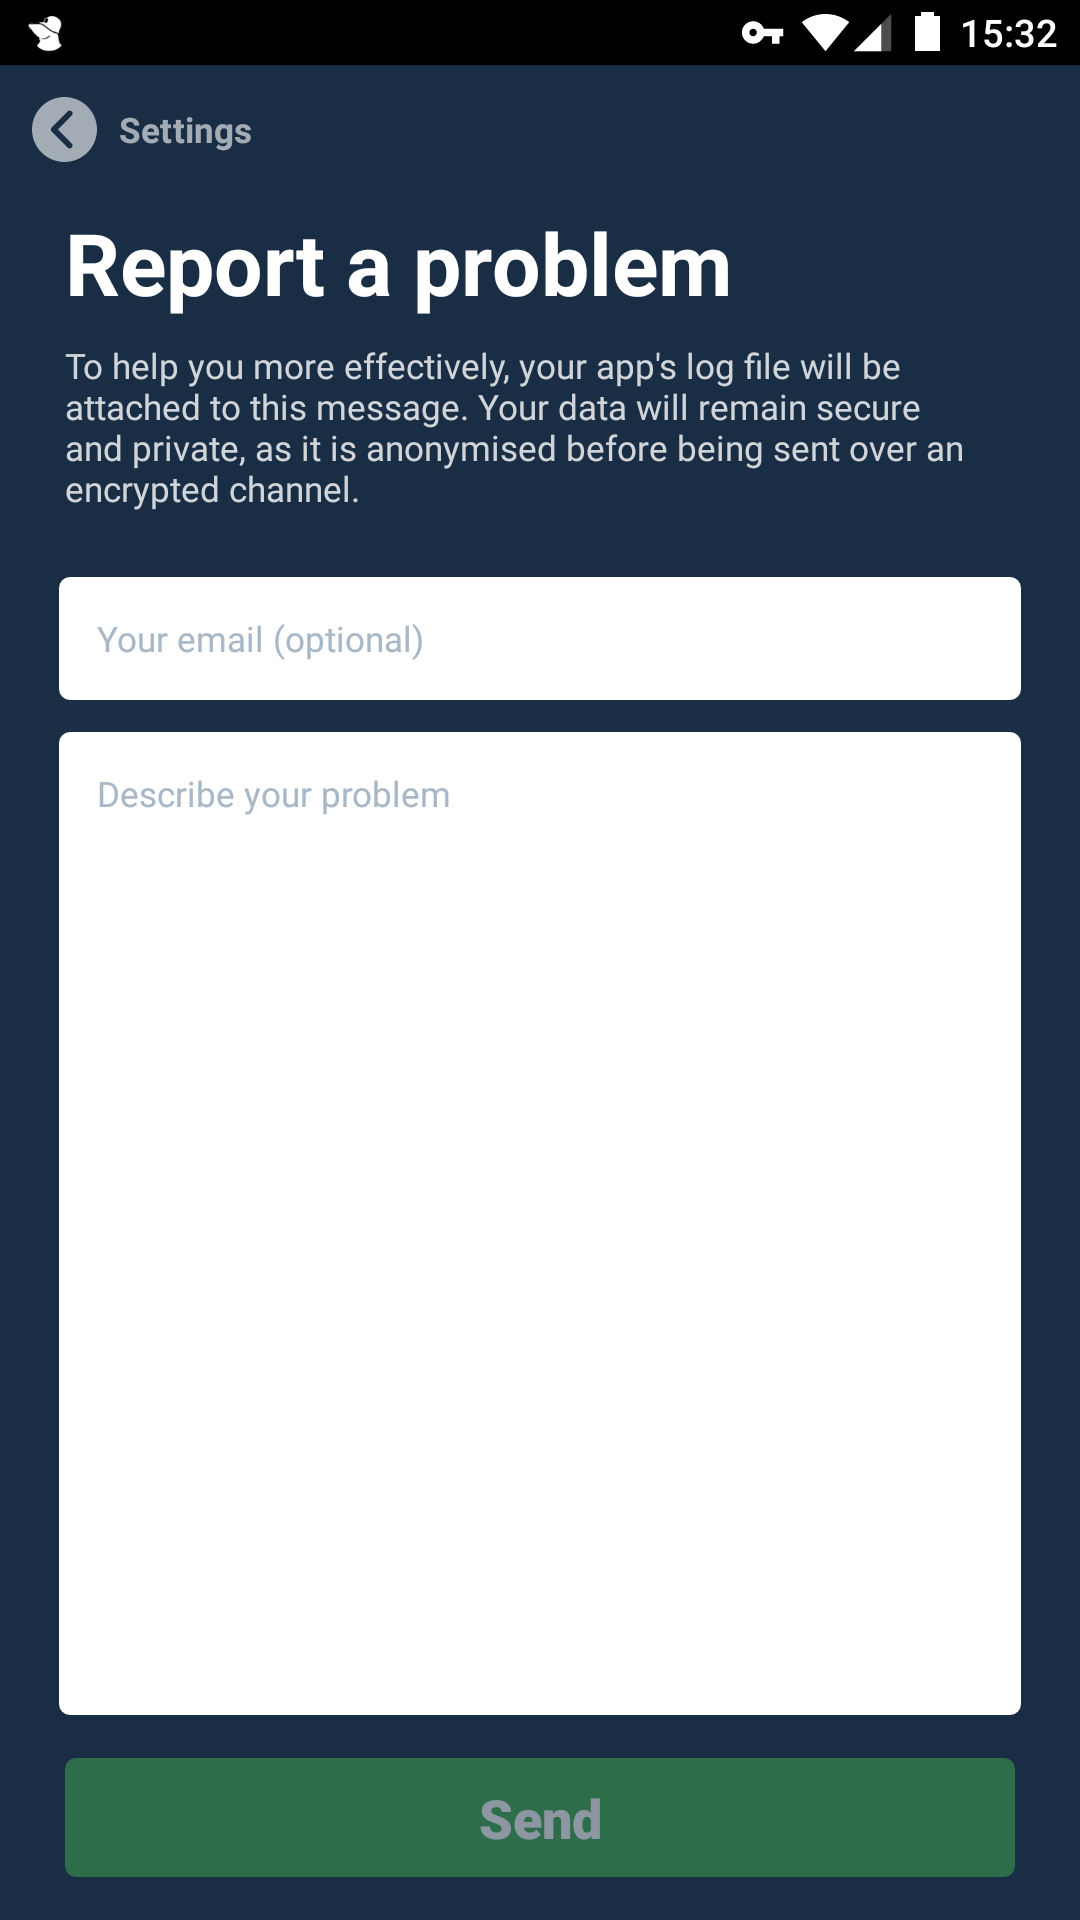 15:32
Settings
Report a problem
To help you more effectively, your app's log file will be
attached to this message. Your data will remain secure
and private, as it is anonymised before being sent over an
encrypted channel.
Your email (optional)
Describe your problem
Send